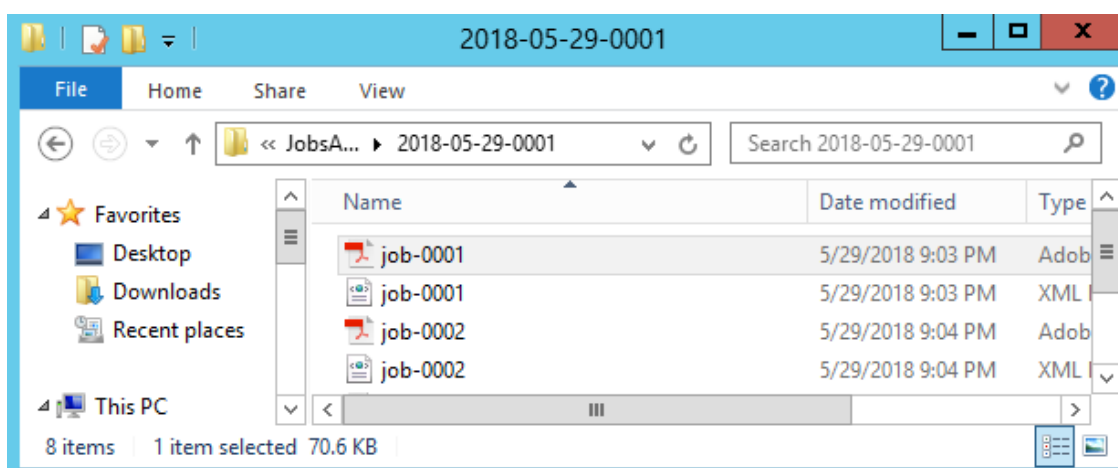 2018-05-29-0001
File Home Share View
« JobsA... 2018-05-29-0001 Search 2018-05-29-0001
Name Date modified Type
Favorites
Desktop
Downloads
Recent places
This PC
job-0001 5/29/2018 9:03 PM Adob
job-0001 5/29/2018 9:03 PM XML
job-0002 5/29/2018 9:04 PM Adob
job-0002 5/29/2018 9:04 PM XML
8 items 1 item selected 70.6 KB